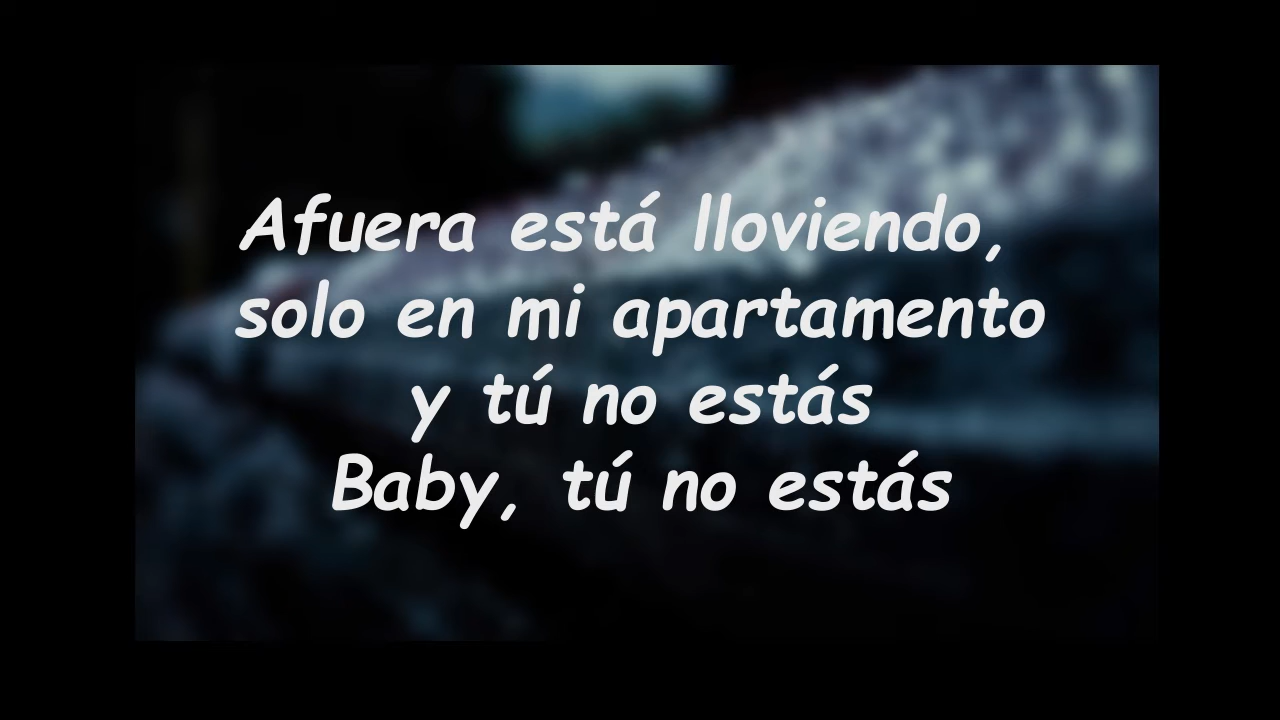 Afuera está lloviendo,
solo en mi apartamento
y tú no estás
Baby, tú no estás